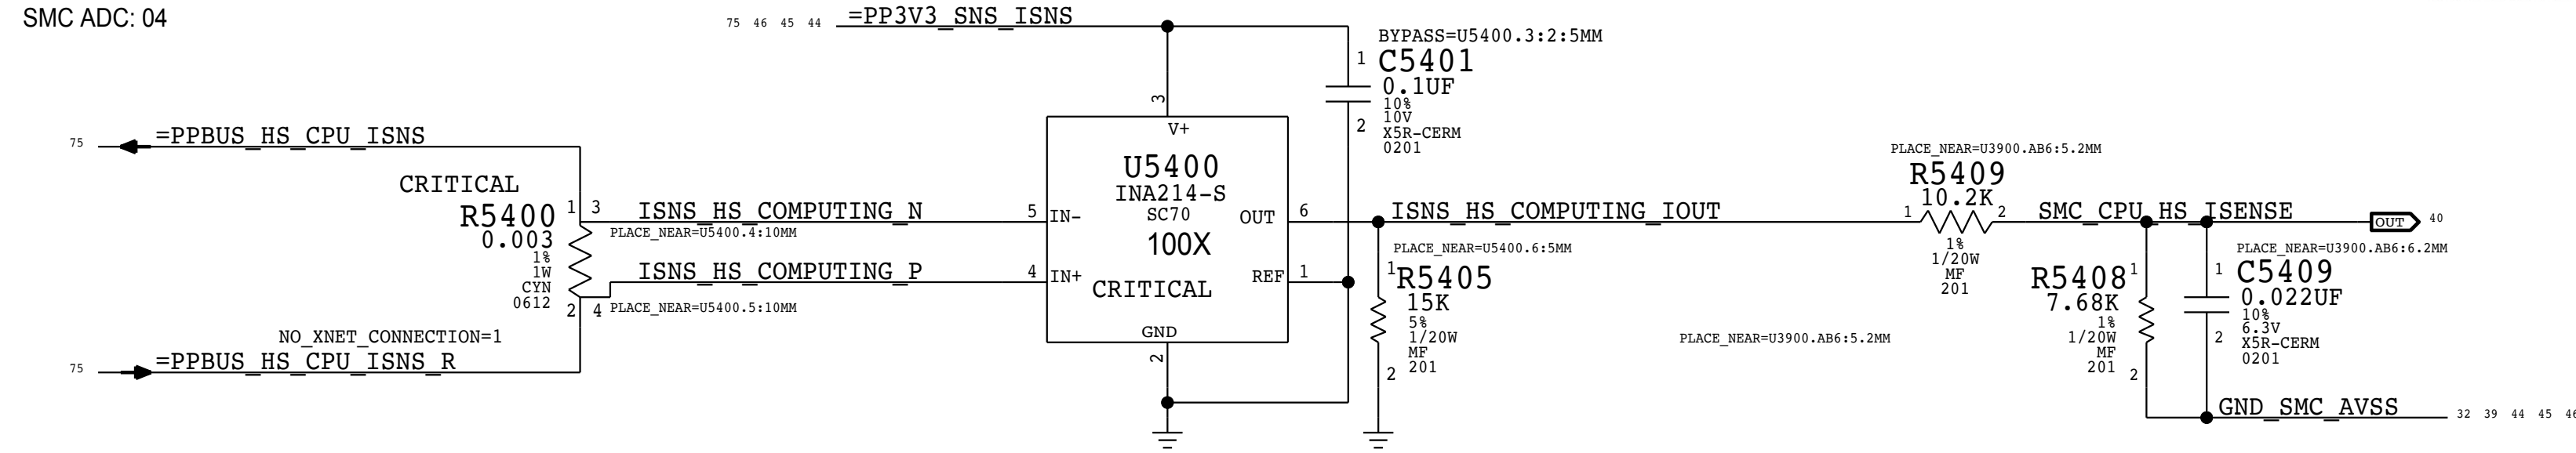 SMC ADC: 04
75 46 45 44 =PP3V3_SNS_ISNS
BYPASS=U5400.3:2:5MM
1 C5401
0.1UF
10%
10V
2 X5R-CERM
0201
3
V+
75 =PPBUS_HS_CPU_ISNS
CRITICAL
R5400 1 3
0.003
1%
1W
CYN
0612
2 4
ISNS_HS_COMPUTING_N 5 IN-
PLACE_NEAR=U5400.4:10MM
ISNS_HS_COMPUTING_P 4 IN+
PLACE_NEAR=U5400.5:10MM
NO_XNET_CONNECTION=1
75 =PPBUS_HS_CPU_ISNS_R
U5400
INA214-S
SC70
100X
CRITICAL
OUT 6
REF 1
GND
2
ISNS_HS_COMPUTING_IOUT
PLACE_NEAR=U5400.6:5MM
1 R5405
15K
5%
1/20W
MF
2 201
PLACE_NEAR=U3900.AB6:5.2MM
R5409
10.2K
1 2
1%
1/20W
MF
201
PLACE_NEAR=U3900.AB6:5.2MM
SMC_CPU_HS_ISENSE OUT 40
PLACE_NEAR=U3900.AB6:6.2MM
R5408 1
7.68K
1%
1/20W
MF
201 2
1 C5409
0.022UF
10%
6.3V
2 X5R-CERM
0201
GND_SMC_AVSS 32 39 44 45 46